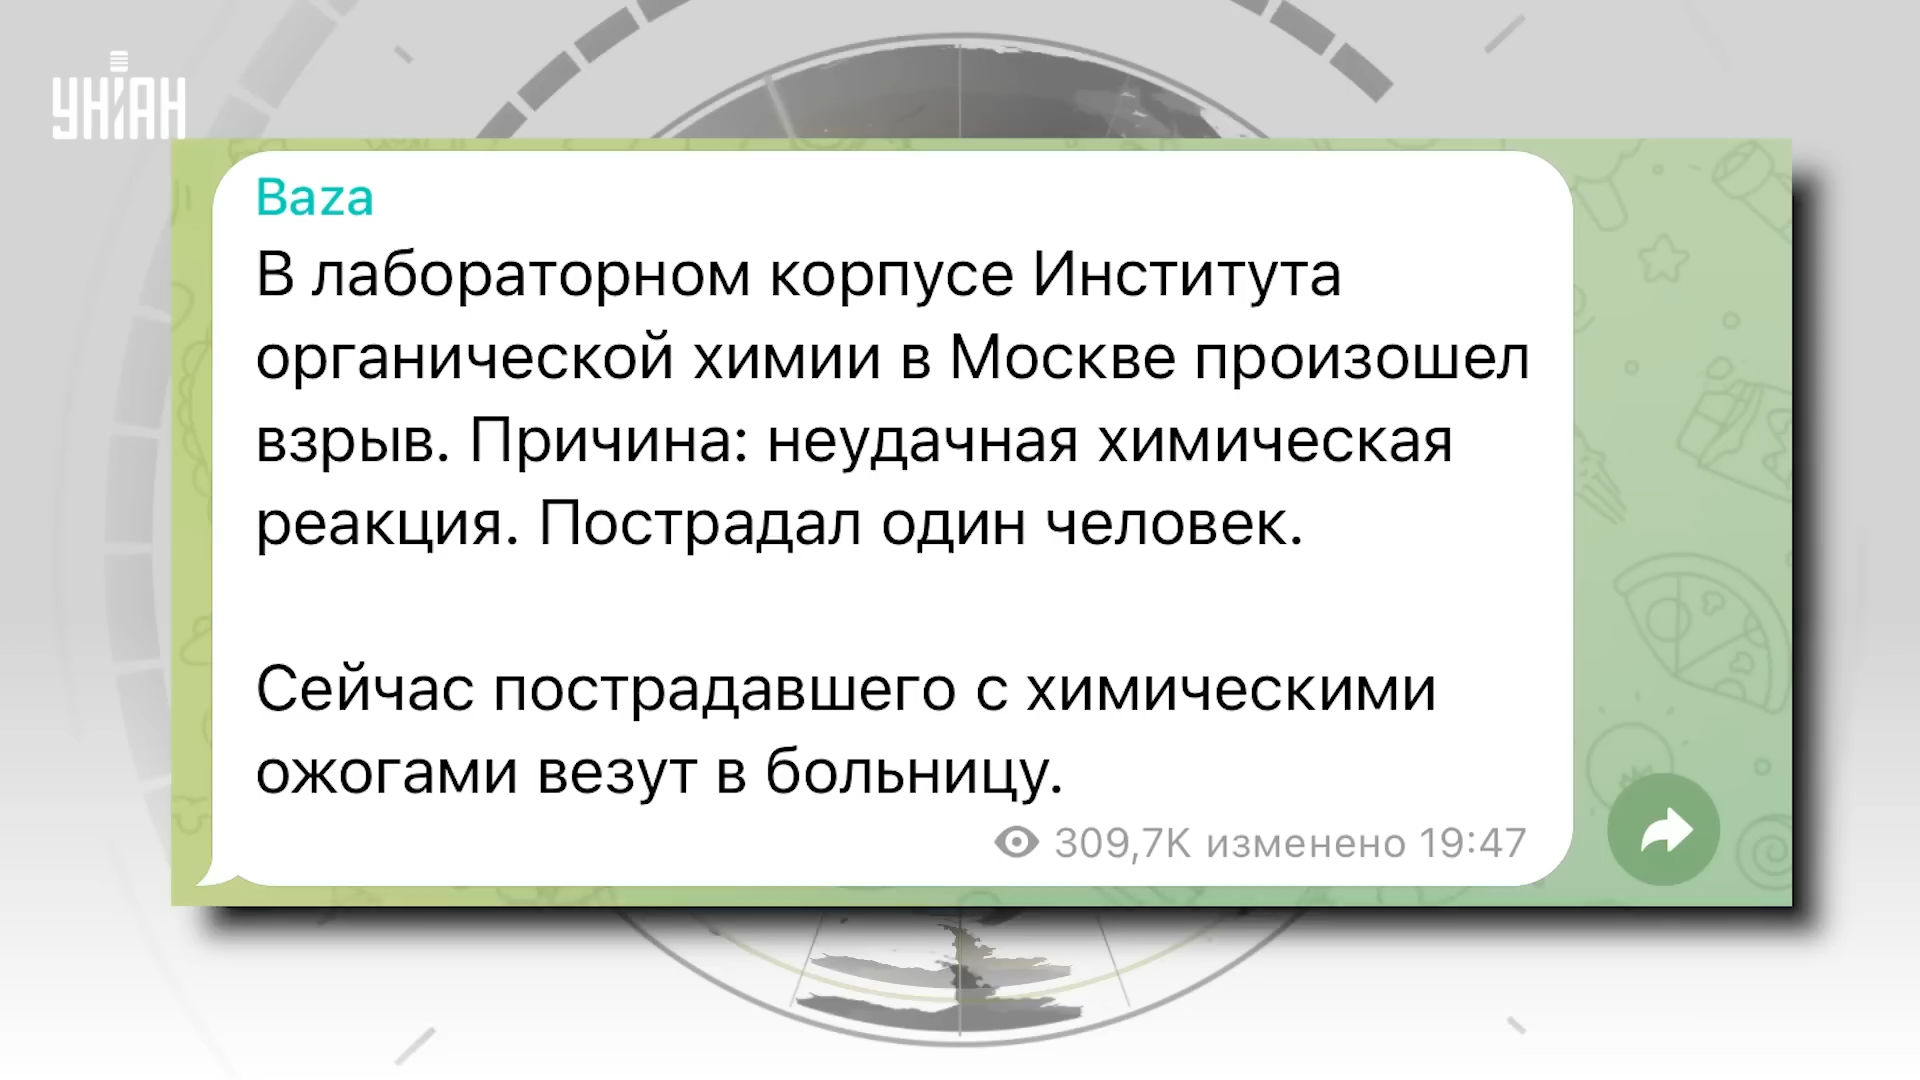 УНІАН
Baza
В лабораторном корпусе Института
органической химии в Москве произошел
взрыв. Причина: неудачная химическая
реакция. Пострадал один человек.
Сейчас пострадавшего с химическими
ожогами везут в больницу.
309,7K изменено 19:47